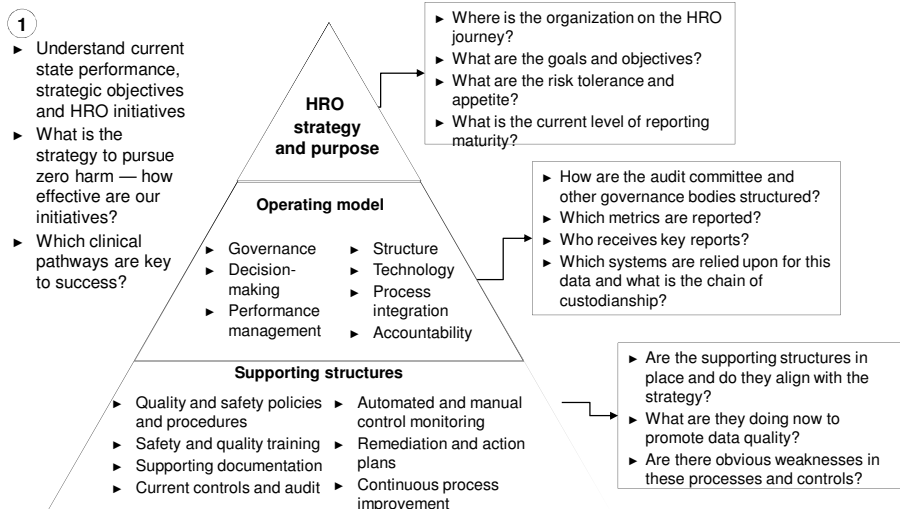 1
► Understand current
state performance,
strategic objectives
and HRO initiatives
► What is the
strategy to pursue
zero harm — how
effective are our
initiatives?
► Which clinical
pathways are key
to success?
HRO
strategy
and purpose
► Where is the organization on the HRO
journey?
► What are the goals and objectives?
► What are the risk tolerance and
appetite?
► What is the current level of reporting
maturity?
Operating model
► Governance
► Decision-
making
► Performance
management
► Structure
► Technology
► Process
integration
► Accountability
► How are the audit committee and
other governance bodies structured?
► Which metrics are reported?
► Who receives key reports?
► Which systems are relied upon for this
data and what is the chain of
custodianship?
Supporting structures
► Quality and safety policies
and procedures
► Safety and quality training
► Supporting documentation
► Current controls and audit
► Automated and manual
control monitoring
► Remediation and action
plans
► Continuous process
improvement
► Are the supporting structures in
place and do they align with the
strategy?
► What are they doing now to
promote data quality?
► Are there obvious weaknesses in
these processes and controls?